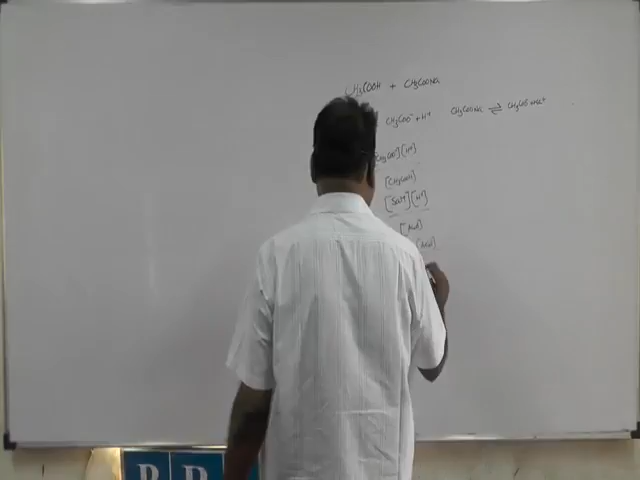 CH3COOH + CH3COONa
CH3COO- + H+ CH3COONa ⇌ CH3COO- + Na+
[CH3COO-][H+]
[CH3COOH]
[Salt][H+]
[Acid]
[Acid]